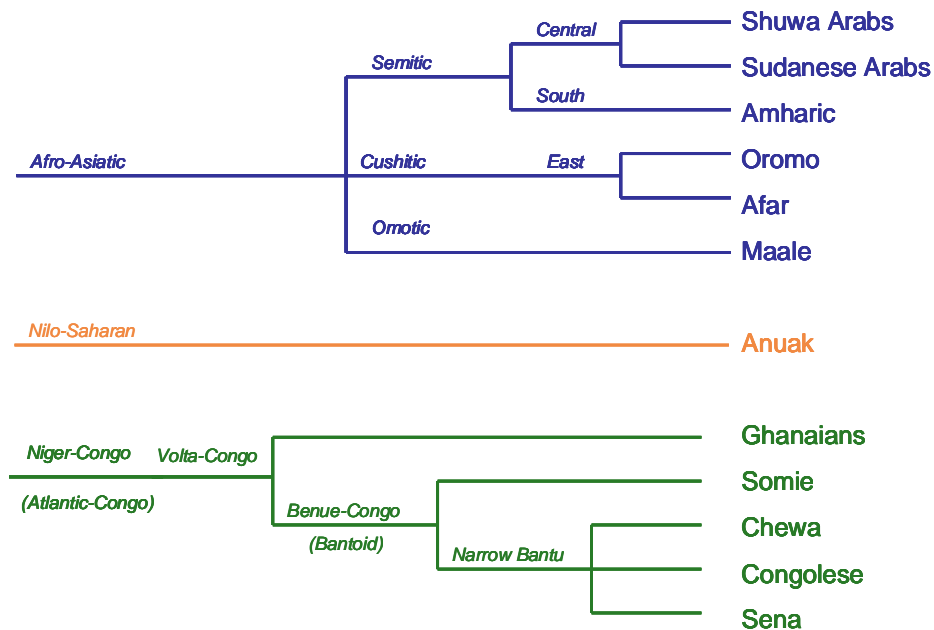 Shuwa Arabs
Central
Semitic
Sudanese Arabs
South
Amharic
Afro-Asiatic
Cushitic
East
Oromo
Afar
Omotic
Maale
Nilo-Saharan
Anuak
Ghanaians
Niger-Congo
Volta-Congo
(Atlantic-Congo)
Somie
Benue-Congo
(Bantoid)
Chewa
Narrow Bantu
Congolese
Sena